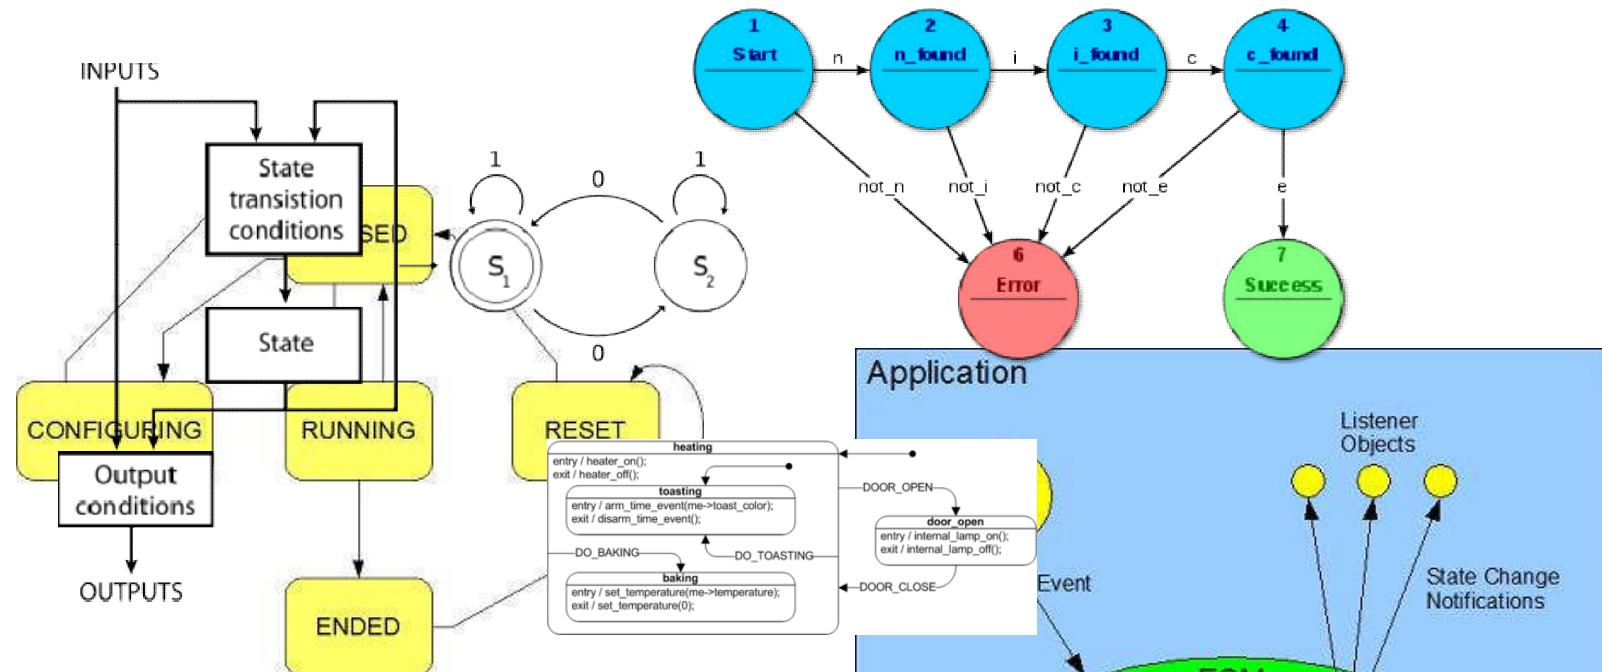 INPUTS
State
transistion
conditions
SED
State
CONFIGURING
RUNNING
RESET
Output
conditions
OUTPUTS
ENDED
1
1
0
S1
S2
0
1
Start
n
2
n_found
i
3
i_found
c
4
c_found
not_n
not_i
not_c
not_e
e
6
Error
7
Success
heating
entry / heater_on();
exit / heater_off();
toasting
entry / arm_time_event(me->toast_color);
exit / disarm_time_event();
DO_BAKING
DO_TOASTING
baking
entry / set_temperature(me->temperature);
exit / set_temperature(0);
DOOR_OPEN
door_open
entry / internal_lamp_on();
exit / internal_lamp_off();
DOOR_CLOSE
Application
Listener
Objects
Event
State Change
Notifications